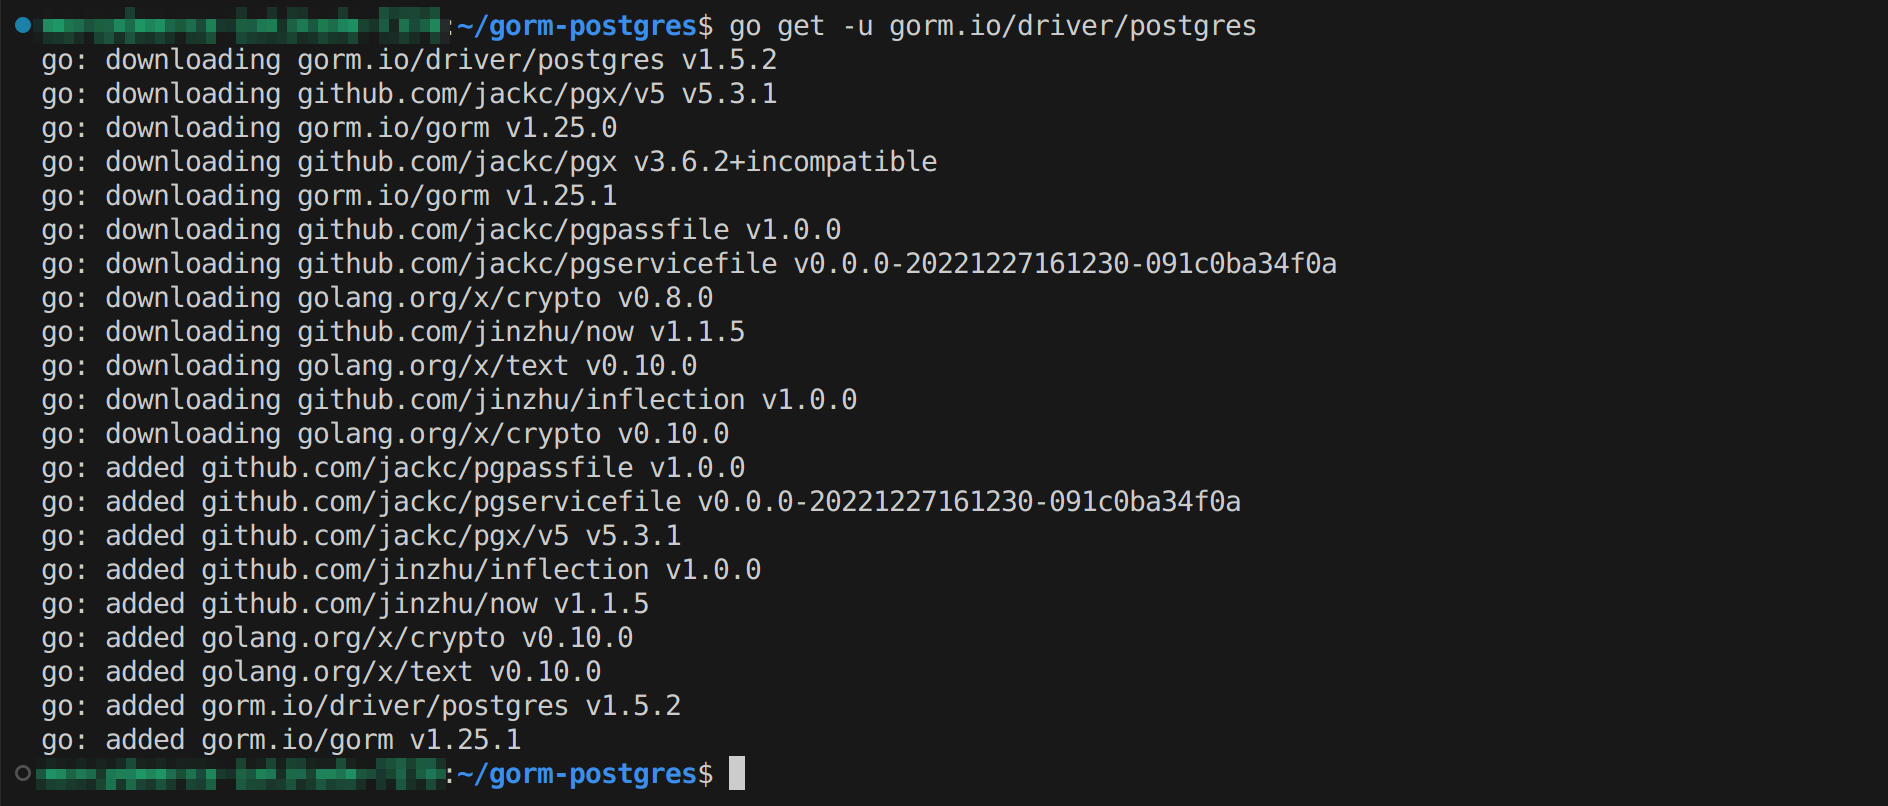 :~/gorm-postgres$ go get -u gorm.io/driver/postgres
go: downloading gorm.io/driver/postgres v1.5.2
go: downloading github.com/jackc/pgx/v5 v5.3.1
go: downloading gorm.io/gorm v1.25.0
go: downloading github.com/jackc/pgx v3.6.2+incompatible
go: downloading gorm.io/gorm v1.25.1
go: downloading github.com/jackc/pgpassfile v1.0.0
go: downloading github.com/jackc/pgservicefile v0.0.0-20221227161230-091c0ba34f0a
go: downloading golang.org/x/crypto v0.8.0
go: downloading github.com/jinzhu/now v1.1.5
go: downloading golang.org/x/text v0.10.0
go: downloading github.com/jinzhu/inflection v1.0.0
go: downloading golang.org/x/crypto v0.10.0
go: added github.com/jackc/pgpassfile v1.0.0
go: added github.com/jackc/pgservicefile v0.0.0-20221227161230-091c0ba34f0a
go: added github.com/jackc/pgx/v5 v5.3.1
go: added github.com/jinzhu/inflection v1.0.0
go: added github.com/jinzhu/now v1.1.5
go: added golang.org/x/crypto v0.10.0
go: added golang.org/x/text v0.10.0
go: added gorm.io/driver/postgres v1.5.2
go: added gorm.io/gorm v1.25.1
:~/gorm-postgres$